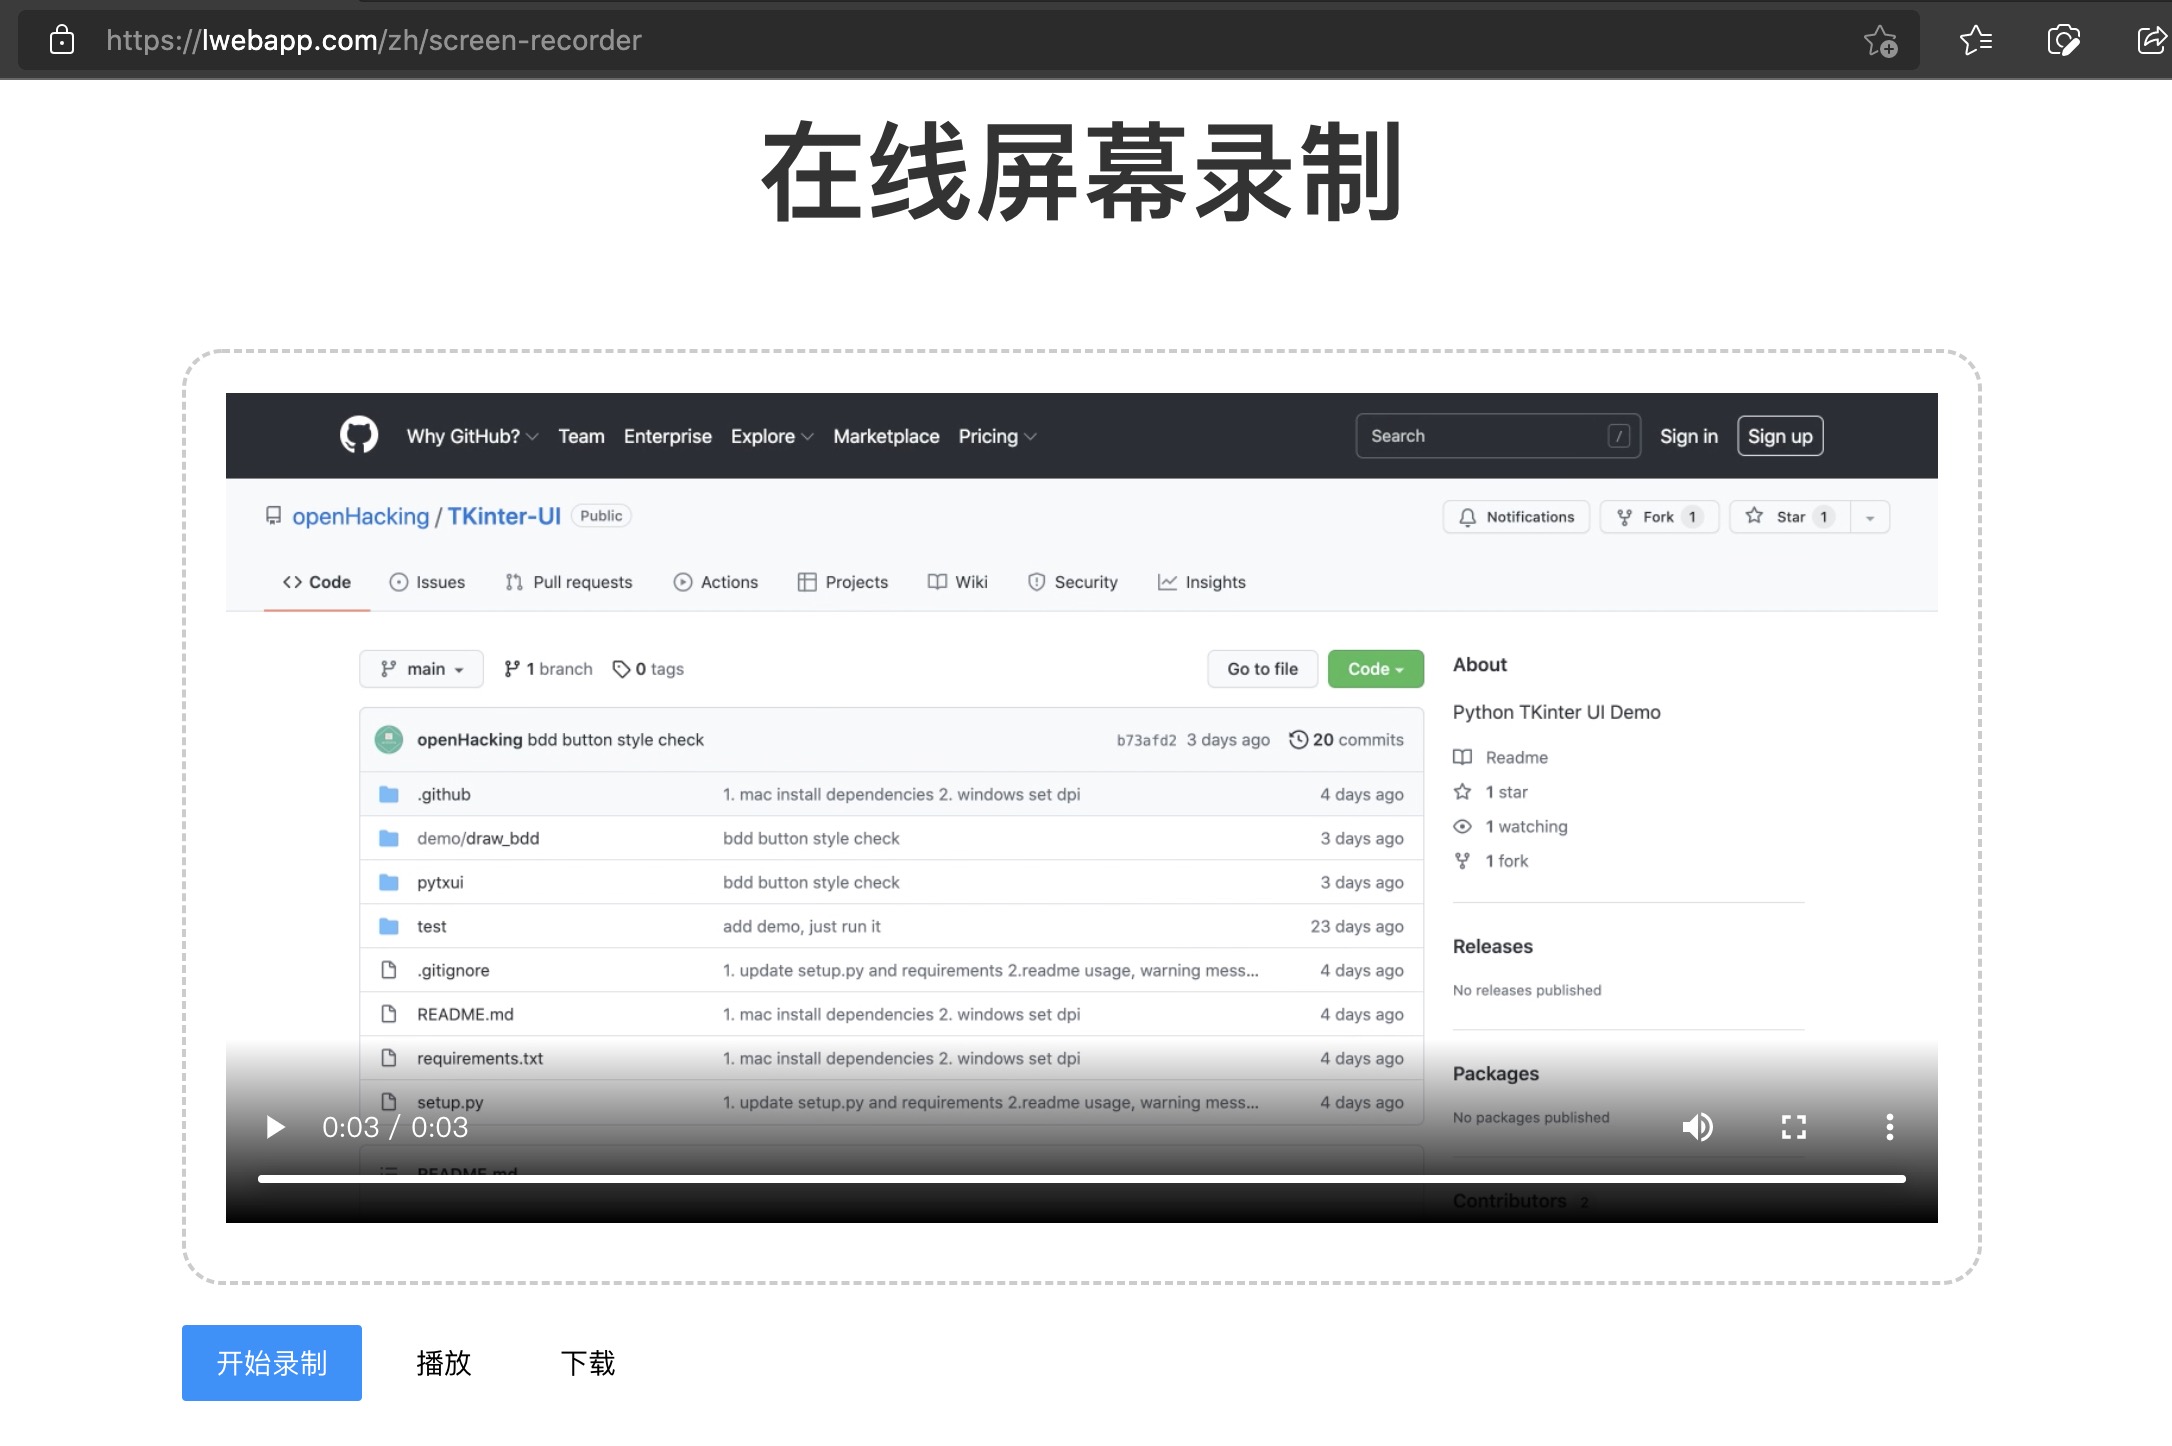 https://lwebapp.com/zh/screen-recorder
在线屏幕录制
Why GitHub? Team Enterprise Explore Marketplace Pricing Search / Sign in Sign up
openHacking / TKinter-UI Public Notifications Fork 1 Star 1
Code Issues Pull requests Actions Projects Wiki Security Insights
main 1 branch 0 tags Go to file Code
openHacking bdd button style check b73afd2 3 days ago 20 commits
.github 1. mac install dependencies 2. windows set dpi 4 days ago
demo/draw_bdd bdd button style check 3 days ago
pytxui bdd button style check 3 days ago
test add demo, just run it 23 days ago
.gitignore 1. update setup.py and requirements 2.readme usage, warning mess... 4 days ago
README.md 1. mac install dependencies 2. windows set dpi 4 days ago
requirements.txt 1. mac install dependencies 2. windows set dpi 4 days ago
setup.py 1. update setup.py and requirements 2.readme usage, warning mess... 4 days ago
README.md
About
Python TKinter UI Demo
Readme
1 star
1 watching
1 fork
Releases
No releases published
Packages
No packages published
Contributors 2
0:03 / 0:03
开始录制 播放 下载